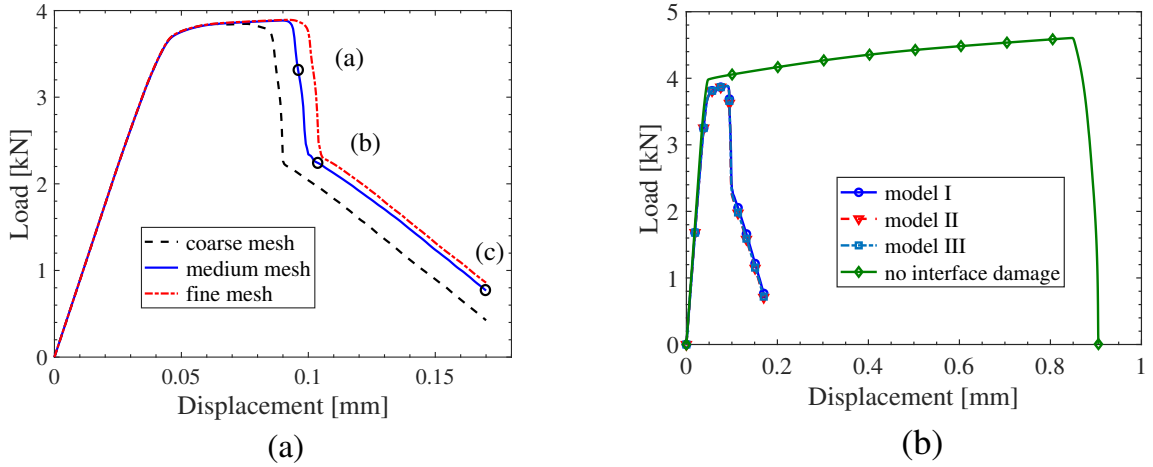 4
3
2
1
0
Load [kN]
(a)
(b)
(c)
coarse mesh
medium mesh
fine mesh
0 0.05 0.1 0.15
Displacement [mm]
(a)
5
4
3
2
1
0
Load [kN]
model I
model II
model III
no interface damage
0 0.2 0.4 0.6 0.8 1
Displacement [mm]
(b)